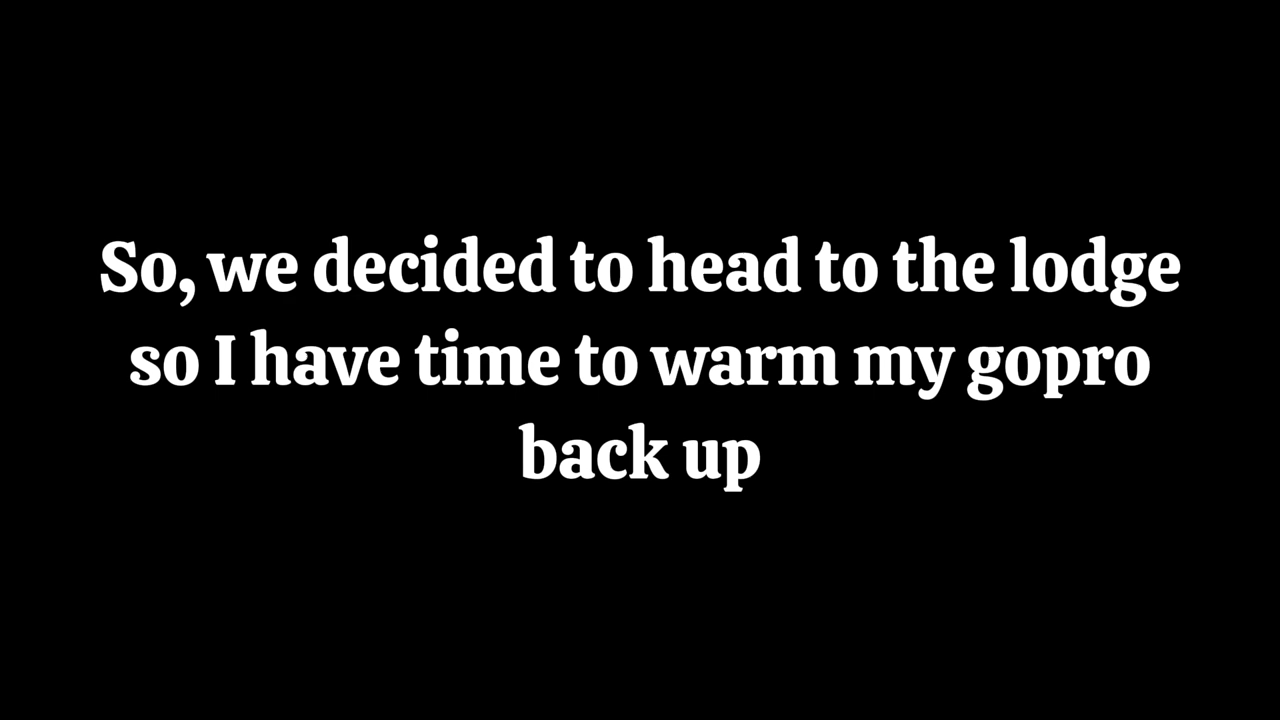 So, we decided to head to the lodge
so I have time to warm my gopro
back up